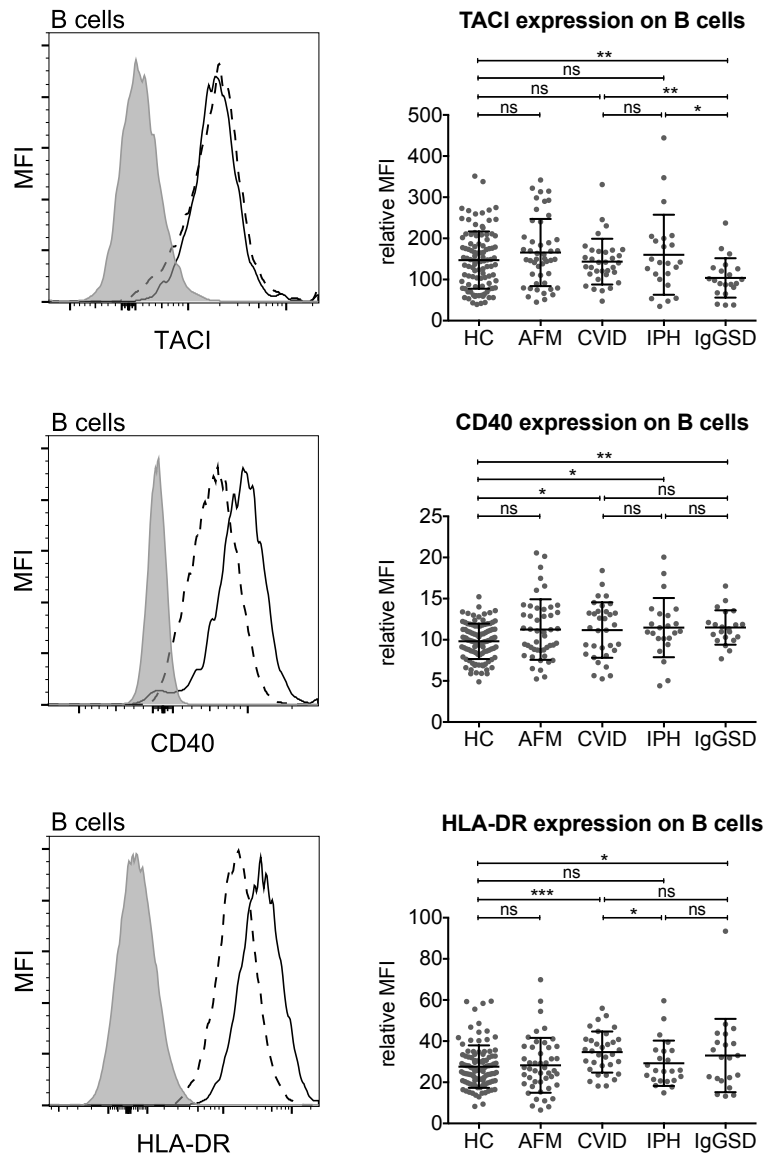 B cells
MFI
TACI
TACI expression on B cells
**
ns
ns
**
ns
ns
*
relative MFI
500
400
300
200
100
0
HC AFM CVID IPH IgGSD
B cells
MFI
CD40
CD40 expression on B cells
**
*
*
ns
ns
ns
ns
relative MFI
25
20
15
10
5
0
HC AFM CVID IPH IgGSD
B cells
MFI
HLA-DR
HLA-DR expression on B cells
*
ns
***
ns
ns
*
ns
relative MFI
100
80
60
40
20
0
HC AFM CVID IPH IgGSD